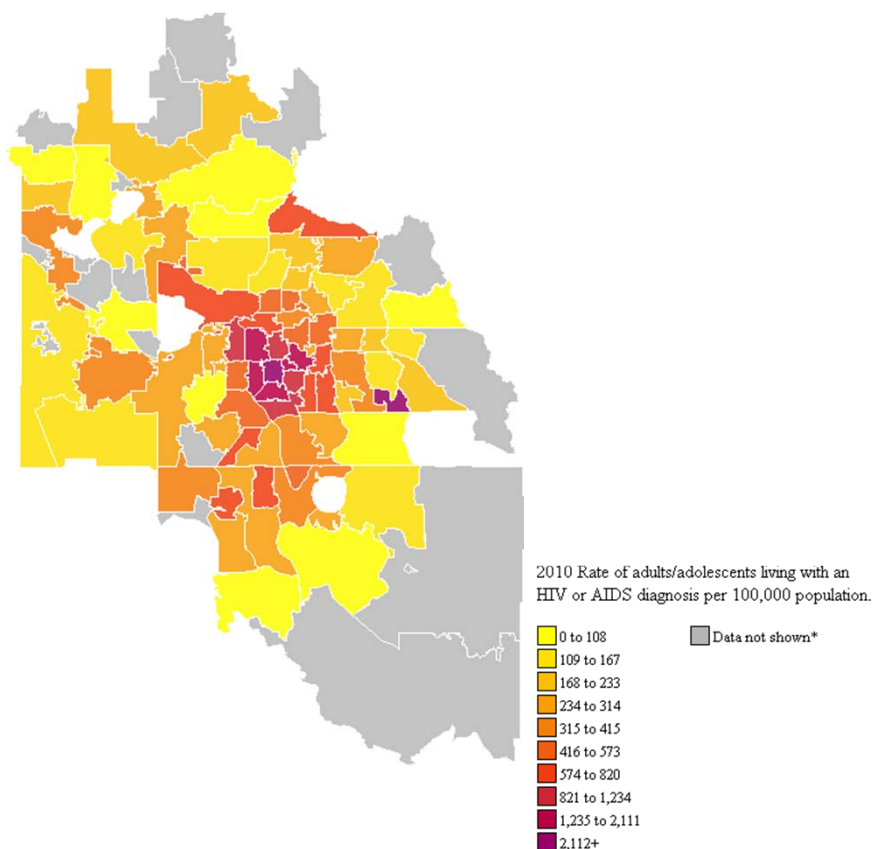 2010 Rate of adults/adolescents living with an
HIV or AIDS diagnosis per 100,000 population.
0 to 108
Data not shown*
109 to 167
168 to 233
234 to 314
315 to 415
416 to 573
574 to 820
821 to 1,234
1,235 to 2,111
2,112+